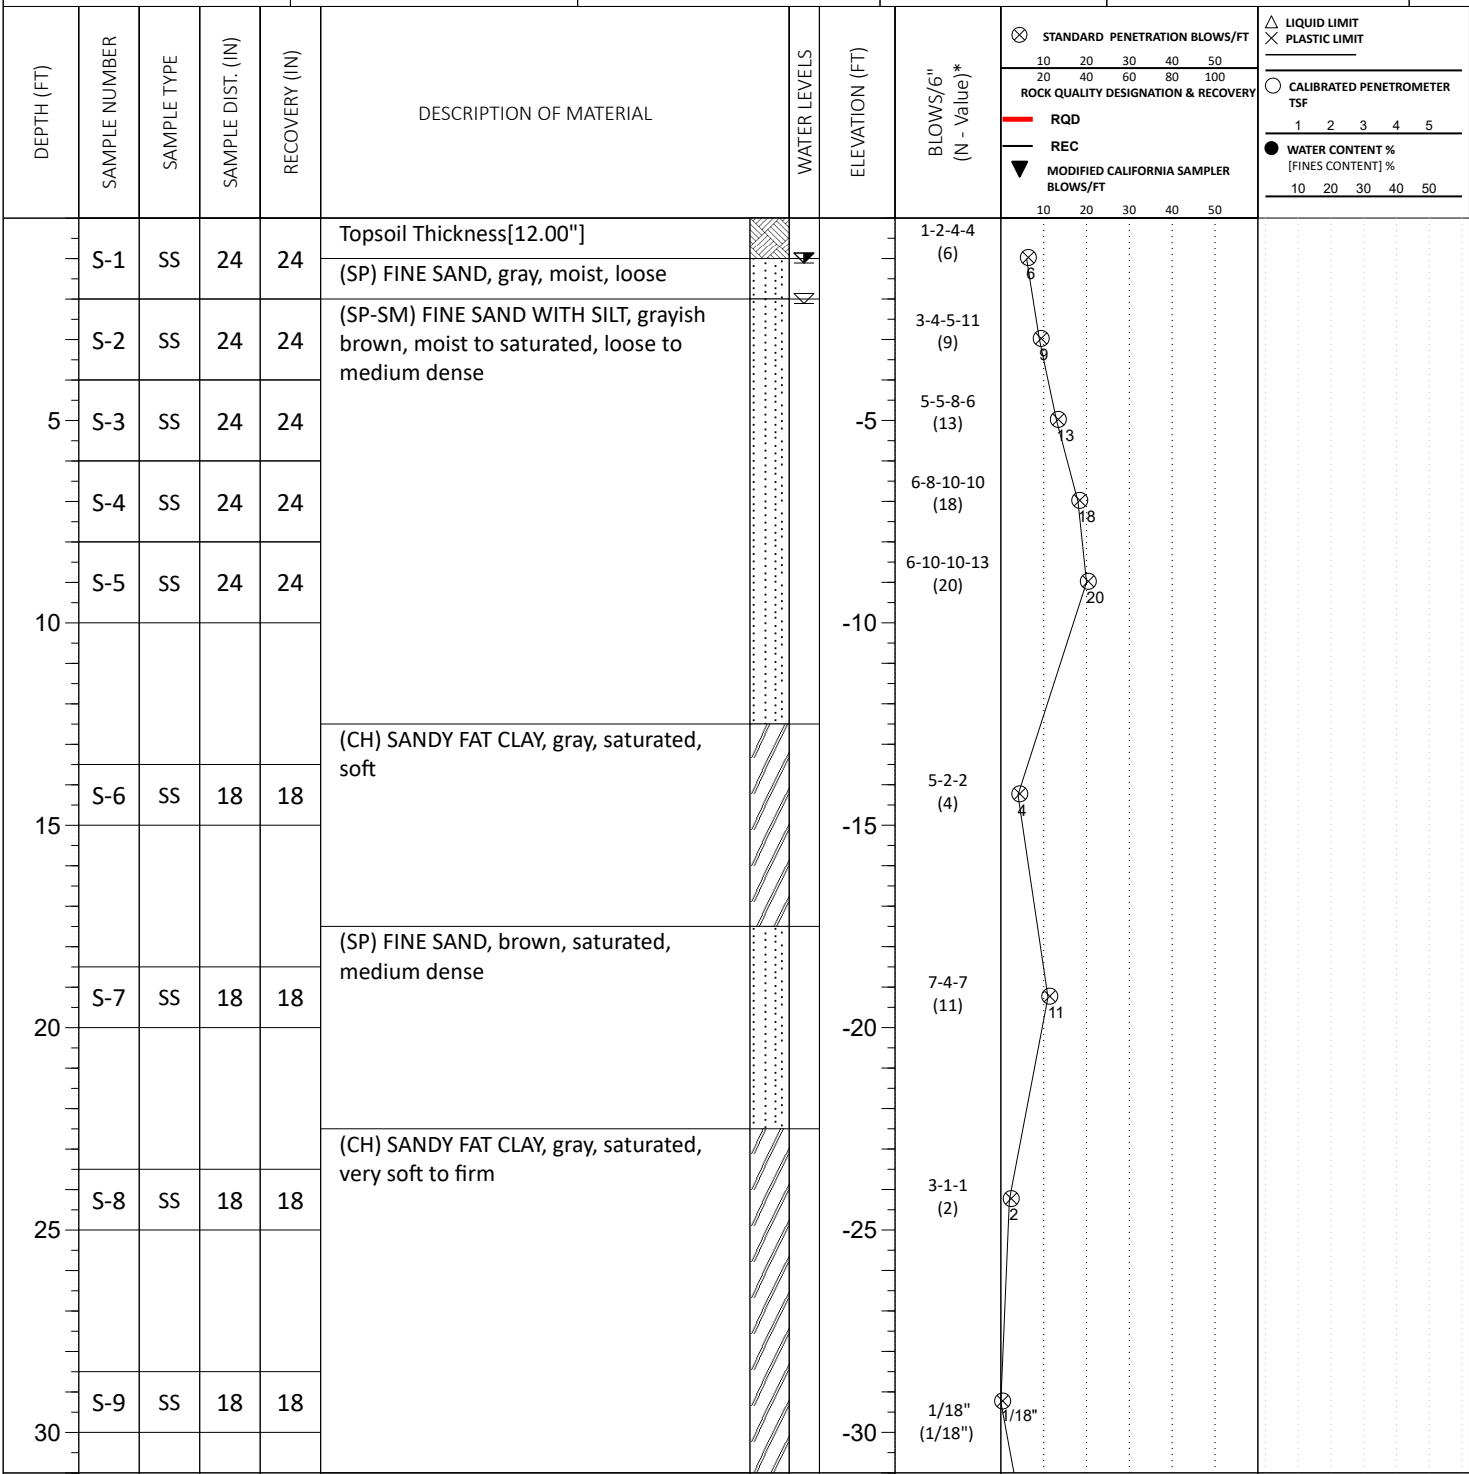 DEPTH (FT)
SAMPLE NUMBER
SAMPLE TYPE
SAMPLE DIST. (IN)
RECOVERY (IN)
DESCRIPTION OF MATERIAL
WATER LEVELS
ELEVATION (FT)
BLOWS/6"
(N - Value)*
STANDARD PENETRATION BLOWS/FT
10 20 30 40 50
20 40 60 80 100
ROCK QUALITY DESIGNATION & RECOVERY
RQD
REC
MODIFIED CALIFORNIA SAMPLER
BLOWS/FT
10 20 30 40 50
LIQUID LIMIT
PLASTIC LIMIT
CALIBRATED PENETROMETER
TSF
1 2 3 4 5
WATER CONTENT %
[FINES CONTENT] %
10 20 30 40 50
Topsoil Thickness[12.00"]
1-2-4-4
S-1 SS 24 24
(6)
6
(SP) FINE SAND, gray, moist, loose
(SP-SM) FINE SAND WITH SILT, grayish
brown, moist to saturated, loose to
medium dense
S-2 SS 24 24
3-4-5-11
(9)
9
5 S-3 SS 24 24 -5
5-5-8-6
(13)
13
S-4 SS 24 24
6-8-10-10
(18)
18
S-5 SS 24 24
6-10-10-13
(20)
20
10 -10
(CH) SANDY FAT CLAY, gray, saturated,
soft
S-6 SS 18 18
5-2-2
(4)
4
15 -15
(SP) FINE SAND, brown, saturated,
medium dense
S-7 SS 18 18
7-4-7
(11)
11
20 -20
(CH) SANDY FAT CLAY, gray, saturated,
very soft to firm
S-8 SS 18 18
3-1-1
(2)
2
25 -25
S-9 SS 18 18
1/18"
(1/18")
1/18"
30 -30